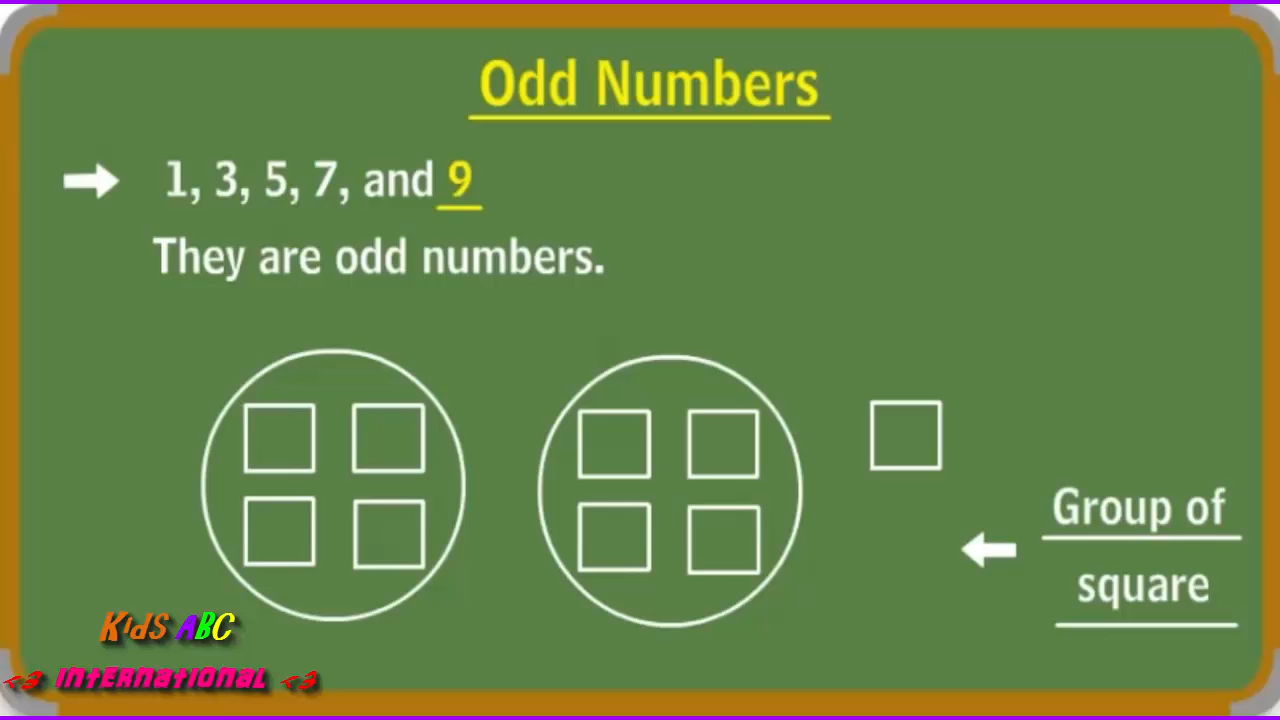 Odd Numbers
1, 3, 5, 7, and 9
They are odd numbers.
Group of
square
Kids ABC
<3 International <3